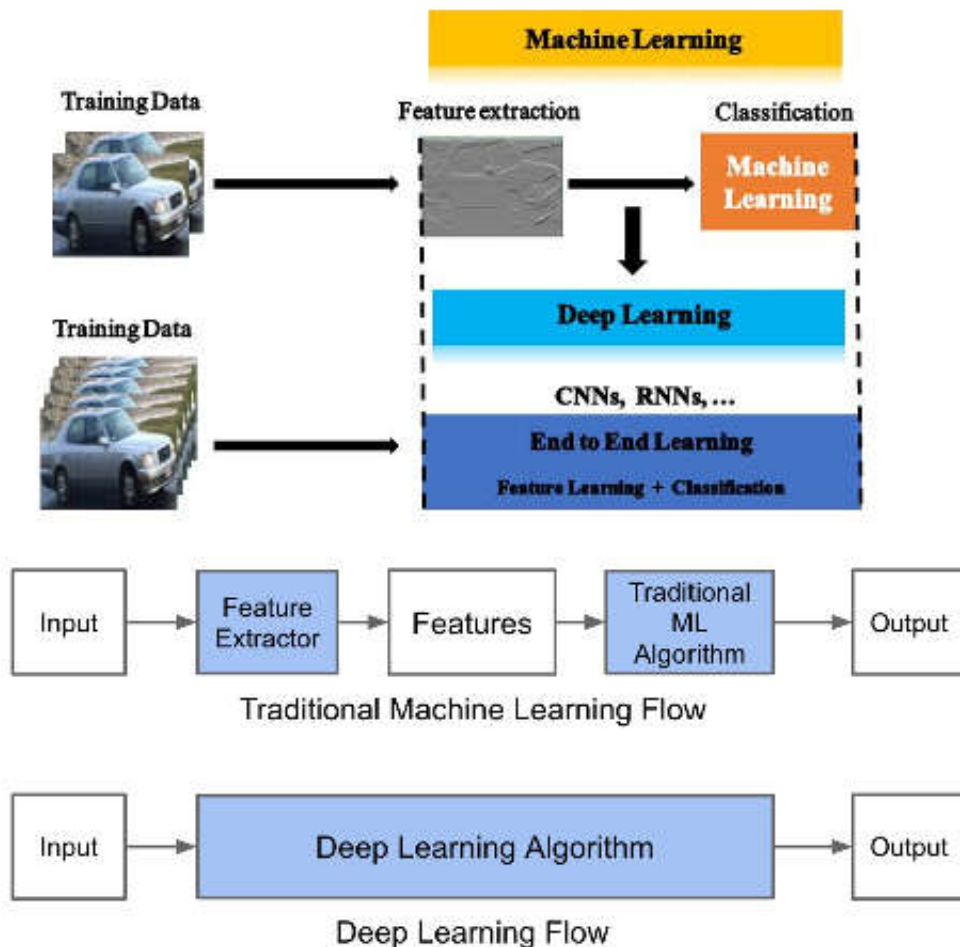 Machine Learning
Training Data
Feature extraction
Classification
Machine
Learning
Deep Learning
Training Data
CNNs, RNNs, ...
End to End Learning
Feature Learning + Classification
Input
Feature
Extractor
Features
Traditional
ML
Algorithm
Output
Traditional Machine Learning Flow
Input
Deep Learning Algorithm
Output
Deep Learning Flow